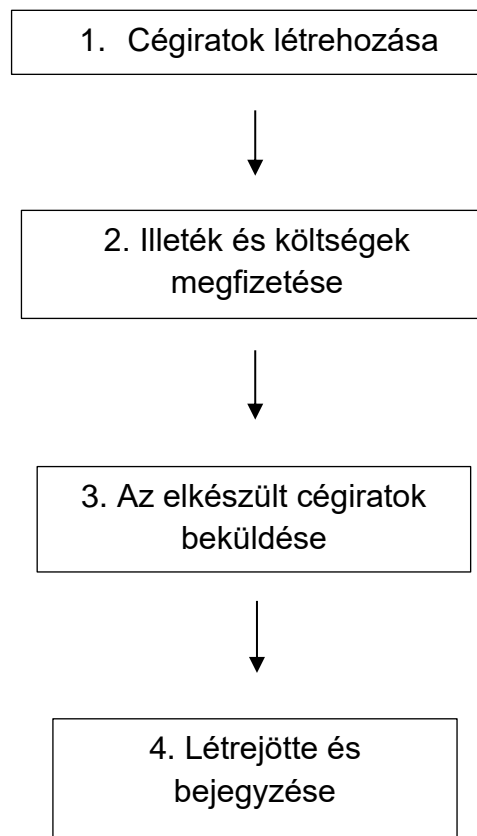 1. Cégiratok létrehozása
2. Illeték és költségek
megfizetése
3. Az elkészült cégiratok
beküldése
4. Létrejötte és
bejegyzése